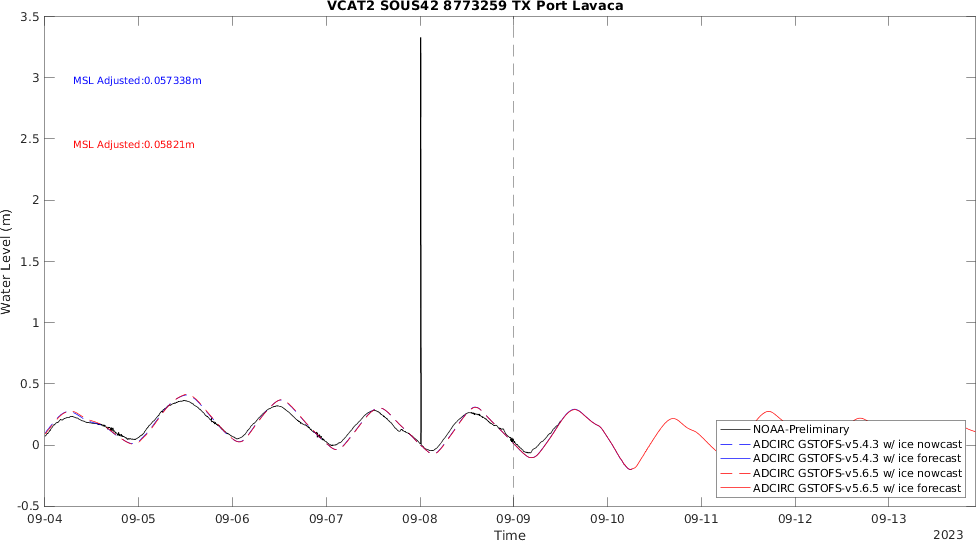 VCAT2 SOUS42 8773259 TX Port Lavaca
3.5
3
2.5
2
1.5
1
0.5
0
-0.5
Water Level (m)
MSL Adjusted:0.057338m
MSL Adjusted:0.05821m
NOAA-Preliminary
ADCIRC GSTOFS-v5.4.3 w/ ice nowcast
ADCIRC GSTOFS-v5.4.3 w/ ice forecast
ADCIRC GSTOFS-v5.6.5 w/ ice nowcast
ADCIRC GSTOFS-v5.6.5 w/ ice forecast
09-04 09-05 09-06 09-07 09-08 09-09 09-10 09-11 09-12 09-13
Time
2023